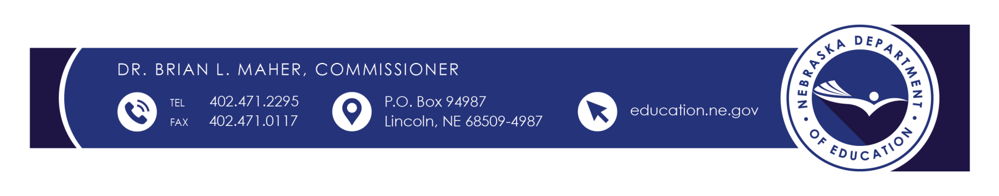 DR. BRIAN L. MAHER, COMMISSIONER
TEL 402.471.2295
FAX 402.471.0117
P.O. Box 94987
Lincoln, NE 68509-4987
education.ne.gov
NEBRASKA DEPARTMENT
• OF EDUCATION •